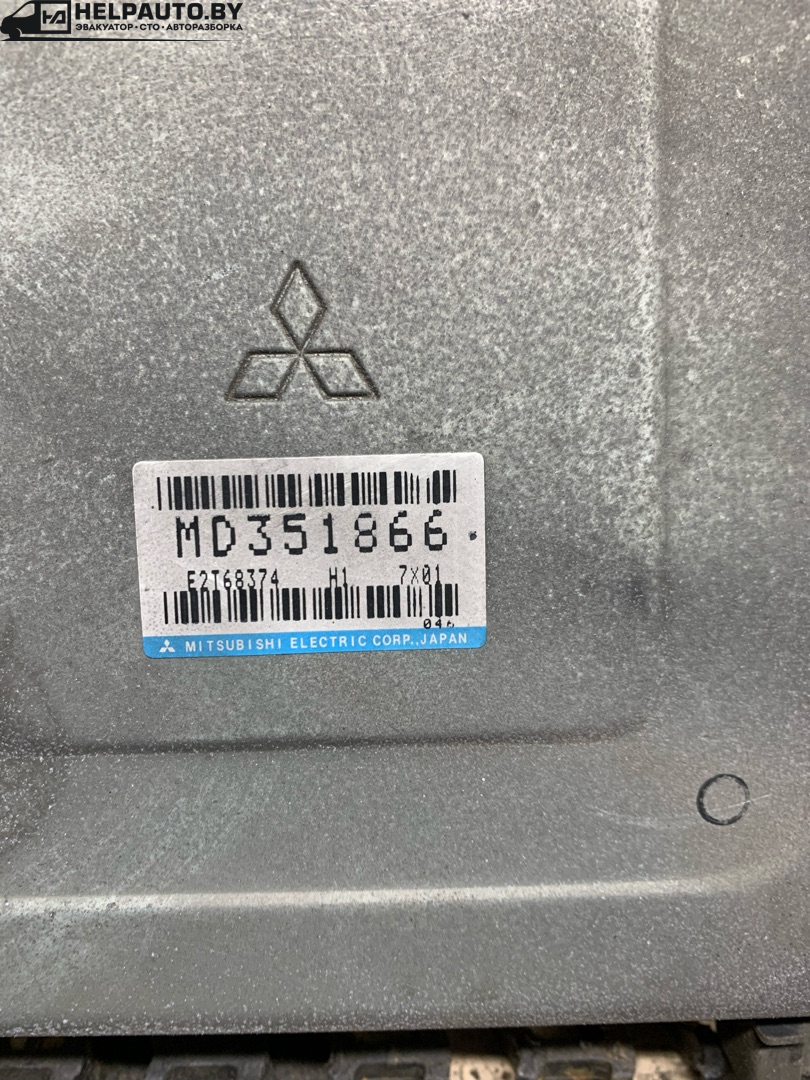 HELPAUTO.BY
ЭВАКУАТОР • СТО • АВТОРАЗБОРКА
MD351866
E2T68374 H1 7X01
MITSUBISHI ELECTRIC CORP., JAPAN